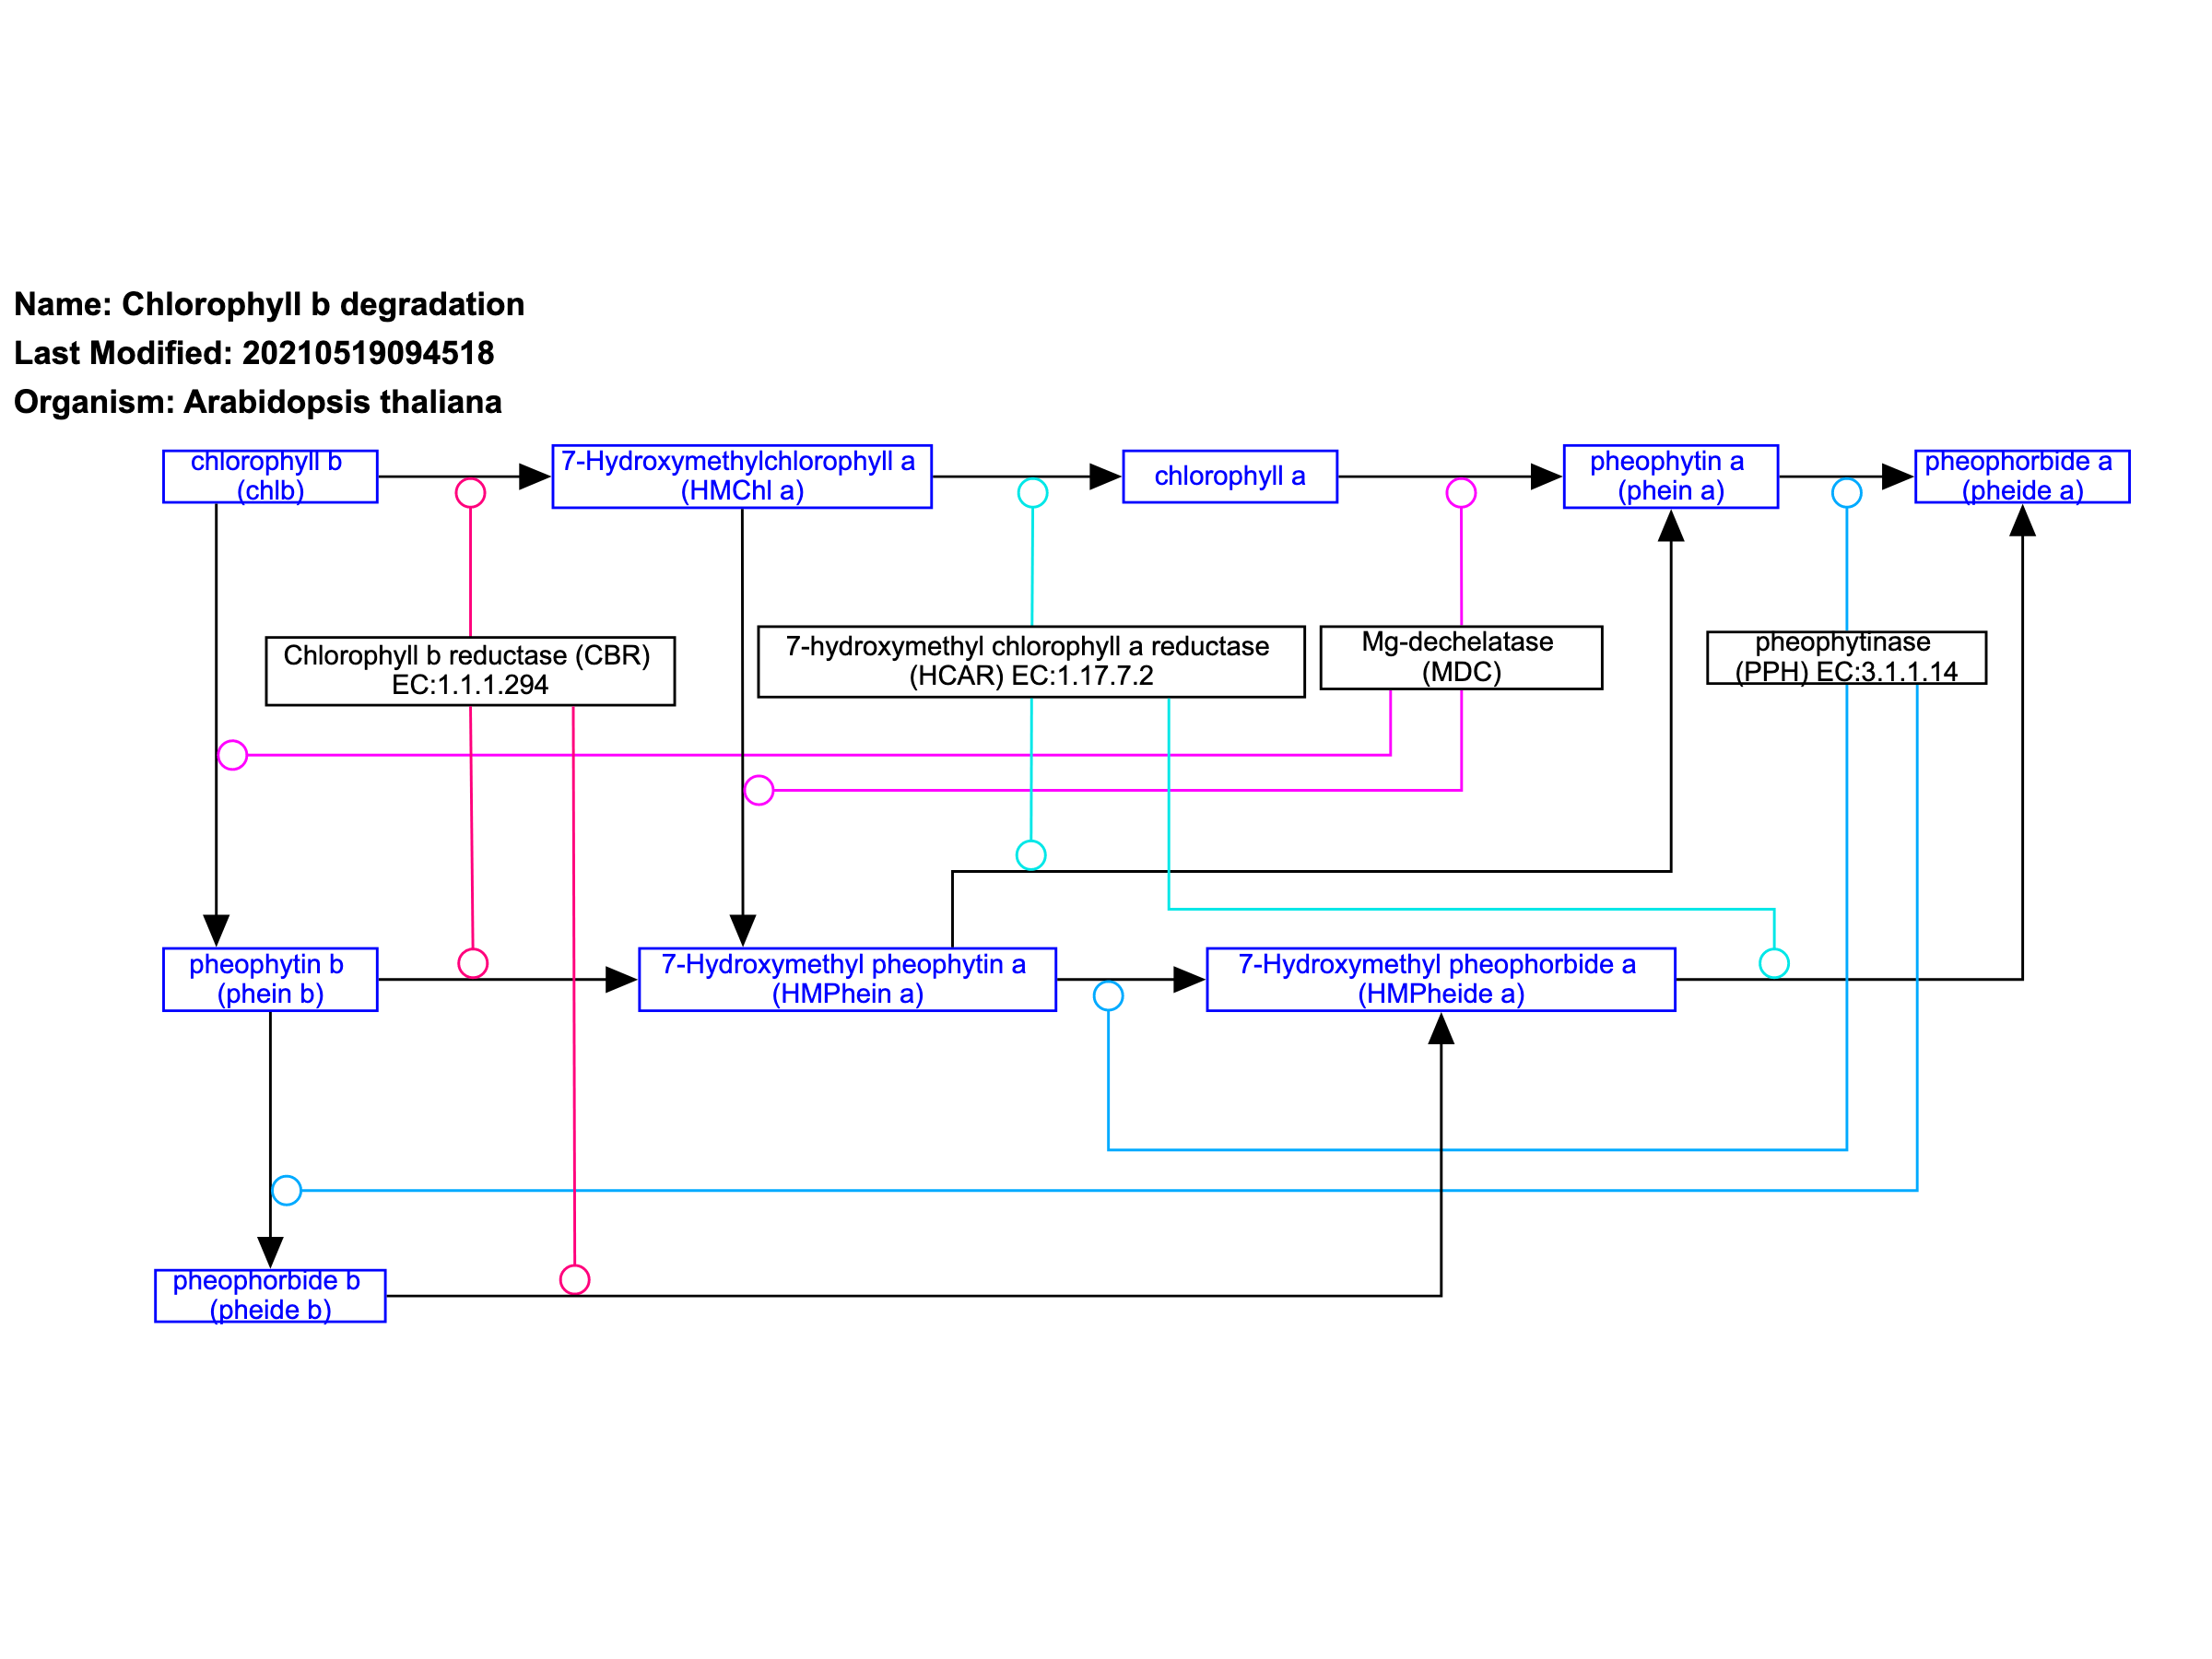 Name: Chlorophyll b degradation
Last Modified: 20210519094518
Organism: Arabidopsis thaliana
chlorophyll b
(chlb)
7-Hydroxymethylchlorophyll a
(HMChl a)
chlorophyll a
pheophytin a
(phein a)
pheophorbide a
(pheide a)
Chlorophyll b reductase (CBR)
EC:1.1.1.294
7-hydroxymethyl chlorophyll a reductase
(HCAR) EC:1.17.7.2
Mg-dechelatase
(MDC)
pheophytinase
(PPH) EC:3.1.1.14
pheophytin b
(phein b)
7-Hydroxymethyl pheophytin a
(HMPhein a)
7-Hydroxymethyl pheophorbide a
(HMPheide a)
pheophorbide b
(pheide b)